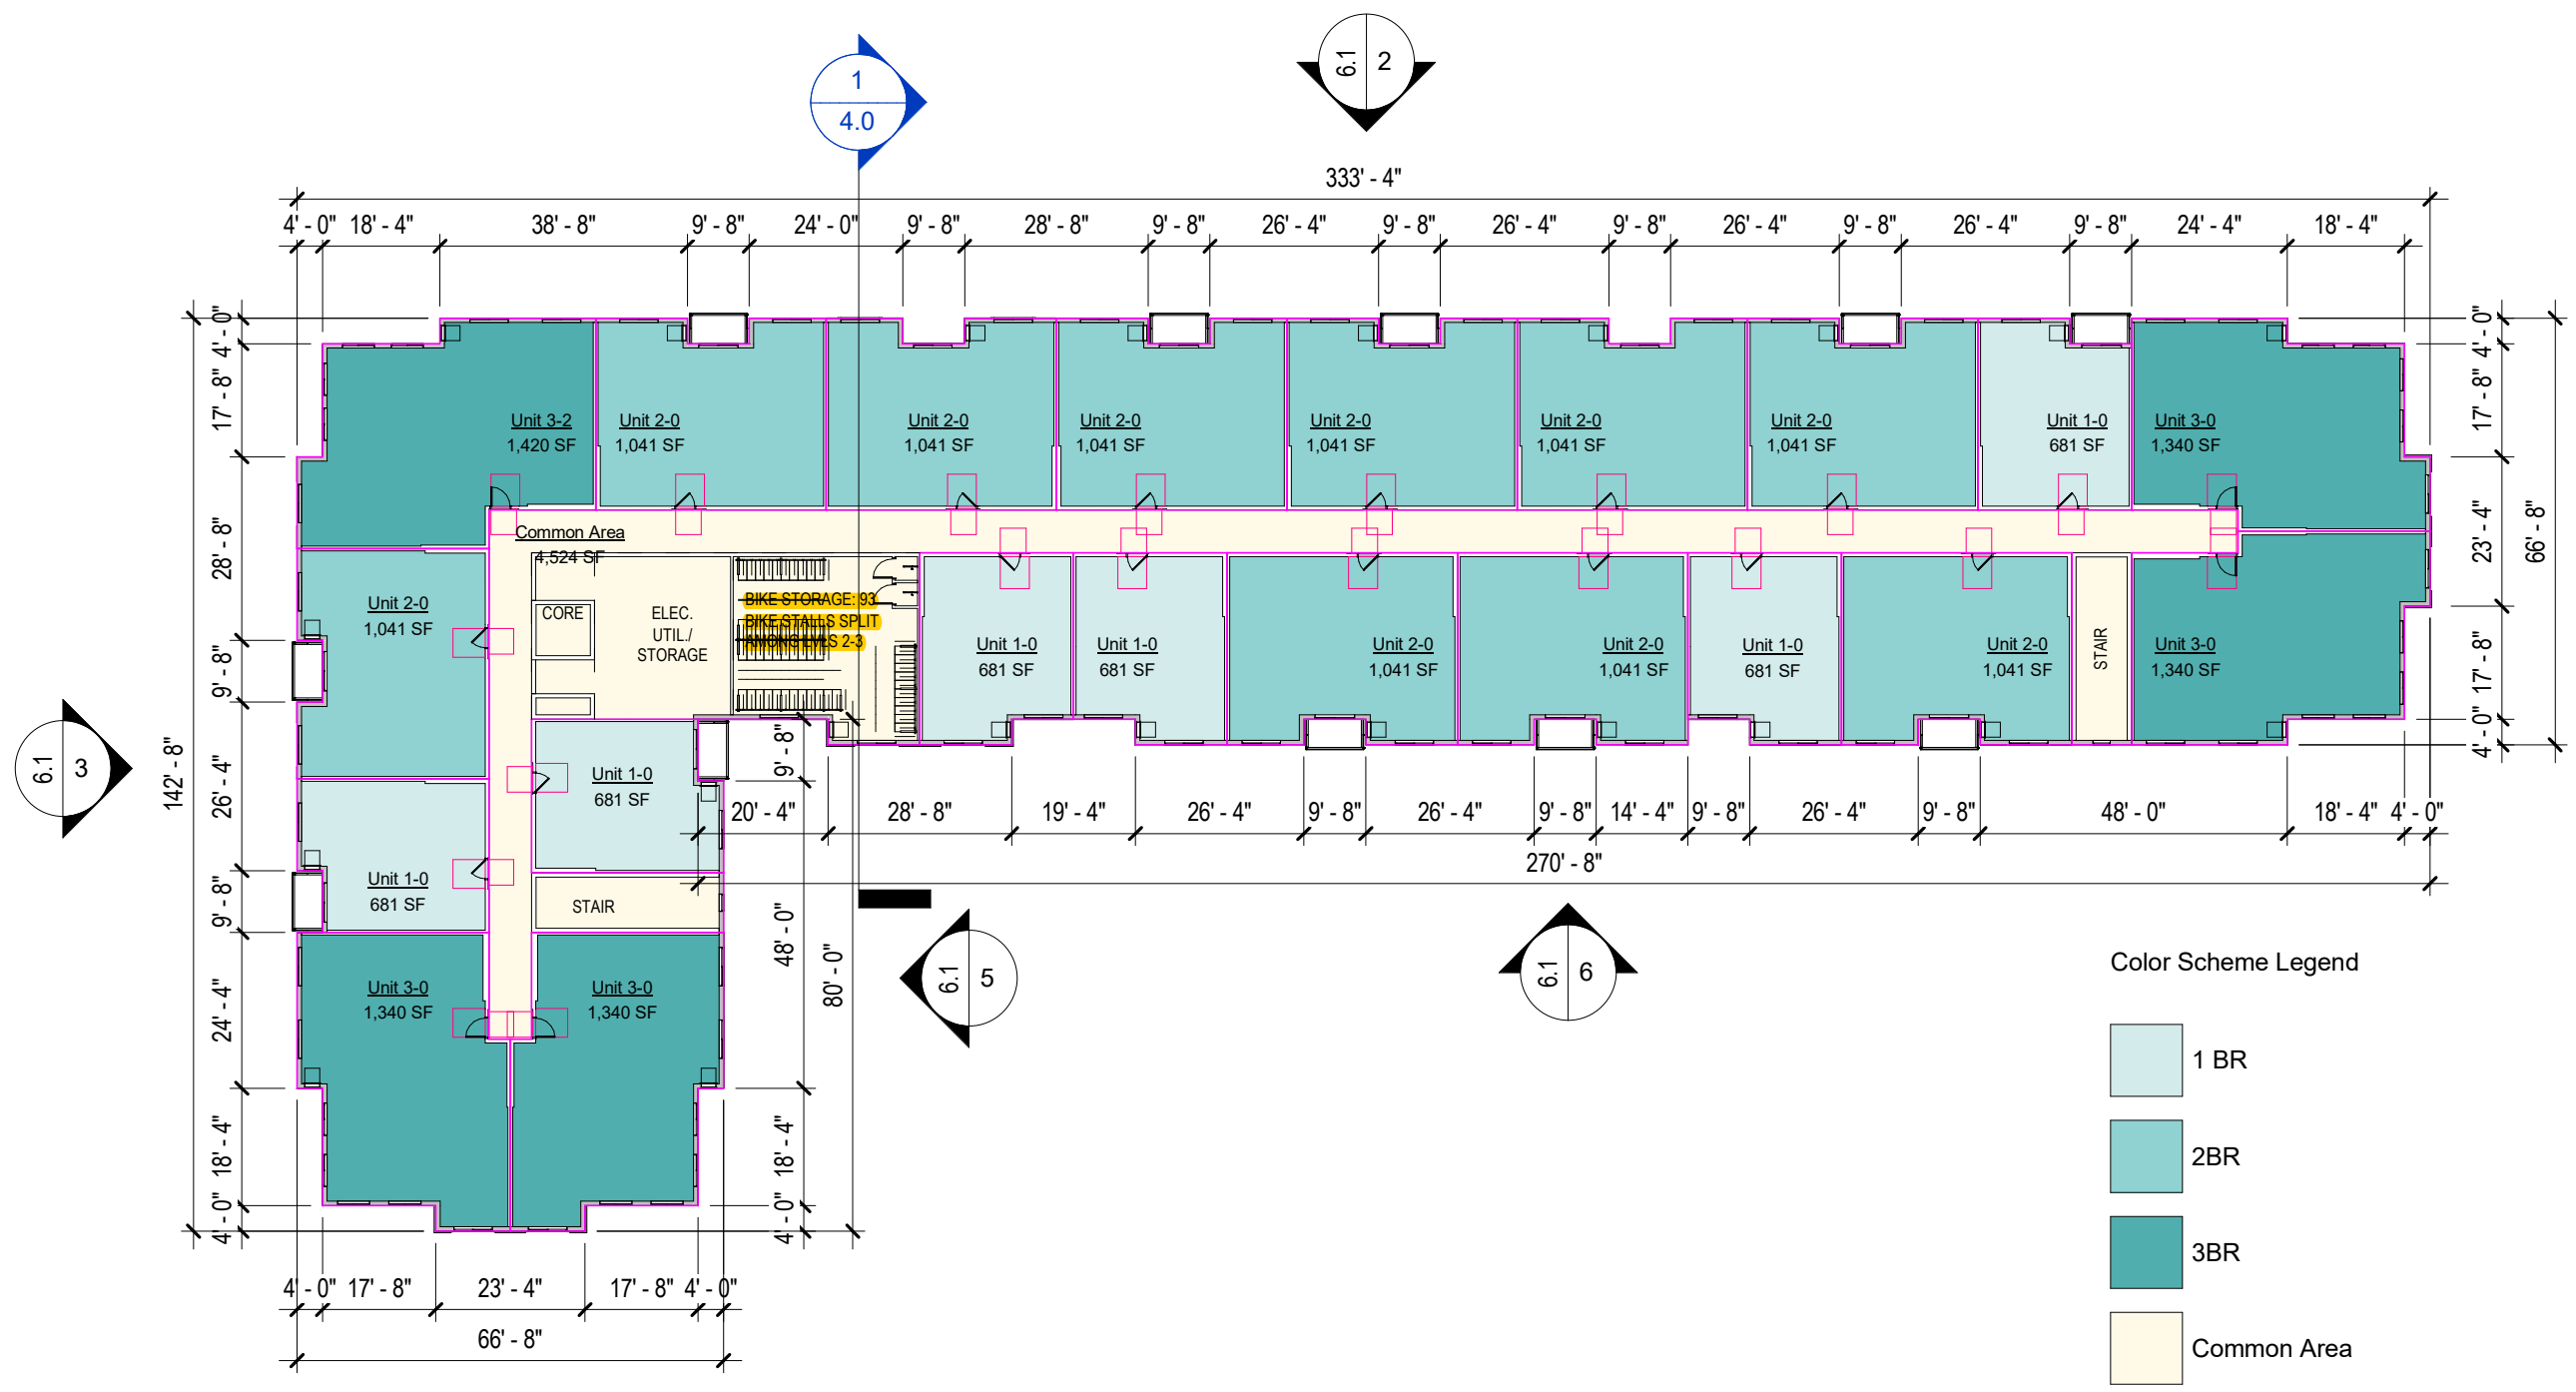 1
4.0
6.1
2
333' - 4"
4' - 0"
18' - 4"
38' - 8"
9' - 8"
24' - 0"
9' - 8"
28' - 8"
9' - 8"
26' - 4"
9' - 8"
26' - 4"
9' - 8"
26' - 4"
9' - 8"
26' - 4"
9' - 8"
24' - 4"
18' - 4"
142' - 8"
4' - 0"
17' - 8"
28' - 8"
9' - 8"
26' - 4"
9' - 8"
24' - 4"
18' - 4"
4' - 0"
Unit 3-2
1,420 SF
Unit 2-0
1,041 SF
Unit 2-0
1,041 SF
Unit 2-0
1,041 SF
Unit 2-0
1,041 SF
Unit 2-0
1,041 SF
Unit 2-0
1,041 SF
Unit 1-0
681 SF
Unit 3-0
1,340 SF
4' - 0"
17' - 8"
23' - 4"
17' - 8"
4' - 0"
66' - 8"
Common Area
4,524 SF
Unit 2-0
1,041 SF
CORE
ELEC.
UTIL./
STORAGE
BIKE STORAGE: 93
BIKE STALLS SPLIT
AMONG LVLS 2-3
Unit 1-0
681 SF
Unit 1-0
681 SF
Unit 2-0
1,041 SF
Unit 2-0
1,041 SF
Unit 1-0
681 SF
Unit 2-0
1,041 SF
STAIR
Unit 3-0
1,340 SF
6.1
3
Unit 1-0
681 SF
9' - 8"
20' - 4"
28' - 8"
19' - 4"
26' - 4"
9' - 8"
26' - 4"
9' - 8"
14' - 4"
9' - 8"
26' - 4"
9' - 8"
48' - 0"
18' - 4"
4' - 0"
270' - 8"
Unit 1-0
681 SF
STAIR
48' - 0"
80' - 0"
18' - 4"
4' - 0"
6.1
5
6.1
6
Unit 3-0
1,340 SF
Unit 3-0
1,340 SF
4' - 0"
17' - 8"
23' - 4"
17' - 8"
4' - 0"
66' - 8"
Color Scheme Legend
1 BR
2BR
3BR
Common Area